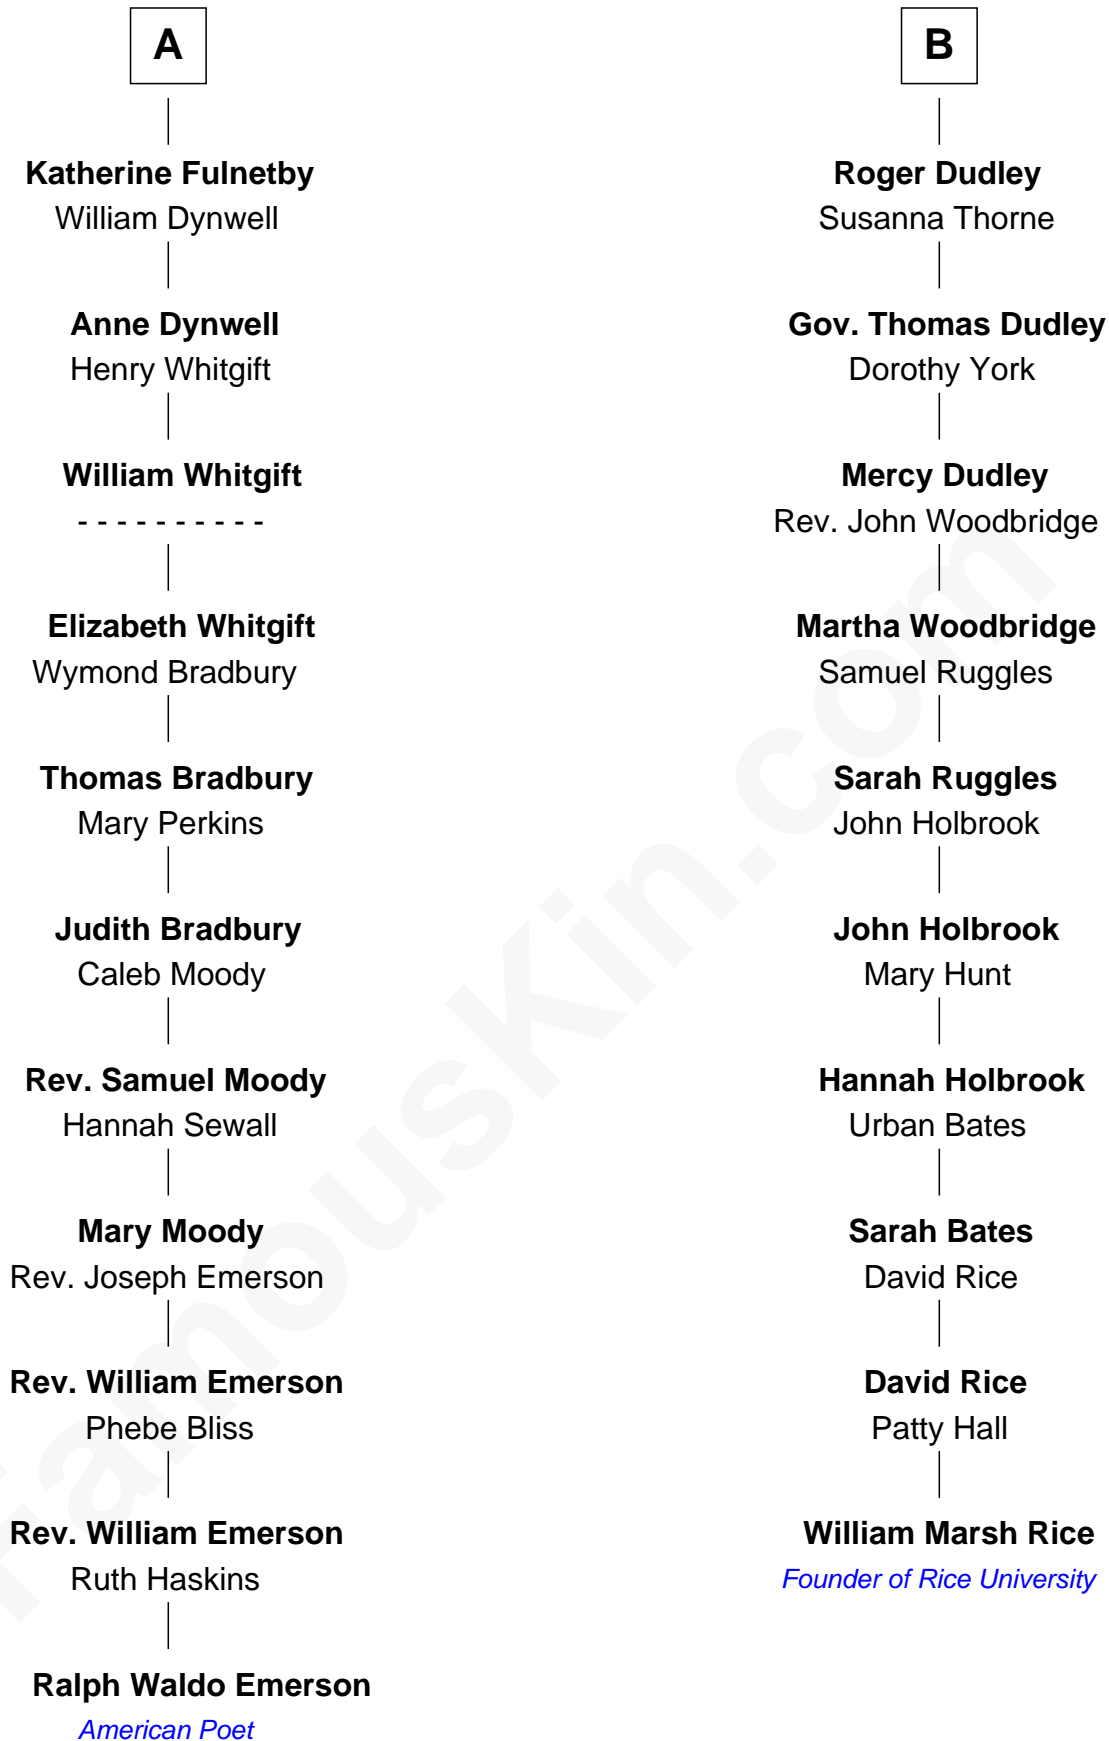 A
Katherine Fulnetby
William Dynwell
Anne Dynwell
Henry Whitgift
William Whitgift
- - - - - - - - - -
Elizabeth Whitgift
Wymond Bradbury
Thomas Bradbury
Mary Perkins
Judith Bradbury
Caleb Moody
Rev. Samuel Moody
Hannah Sewall
Mary Moody
Rev. Joseph Emerson
Rev. William Emerson
Phebe Bliss
Rev. William Emerson
Ruth Haskins
Ralph Waldo Emerson
American Poet
B
Roger Dudley
Susanna Thorne
Gov. Thomas Dudley
Dorothy York
Mercy Dudley
Rev. John Woodbridge
Martha Woodbridge
Samuel Ruggles
Sarah Ruggles
John Holbrook
John Holbrook
Mary Hunt
Hannah Holbrook
Urban Bates
Sarah Bates
David Rice
David Rice
Patty Hall
William Marsh Rice
Founder of Rice University
FamousKin.com